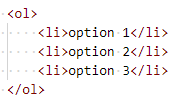 <ol>
    <li>option 1</li>
    <li>option 2</li>
    <li>option 3</li>
</ol>